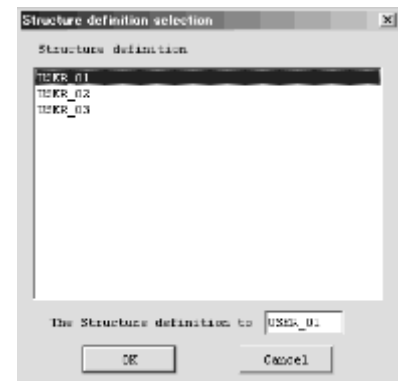 Structure definition selection
Structure definition
USER_01
USER_02
USER_03
The Structure definition to USER_01
OK Cancel